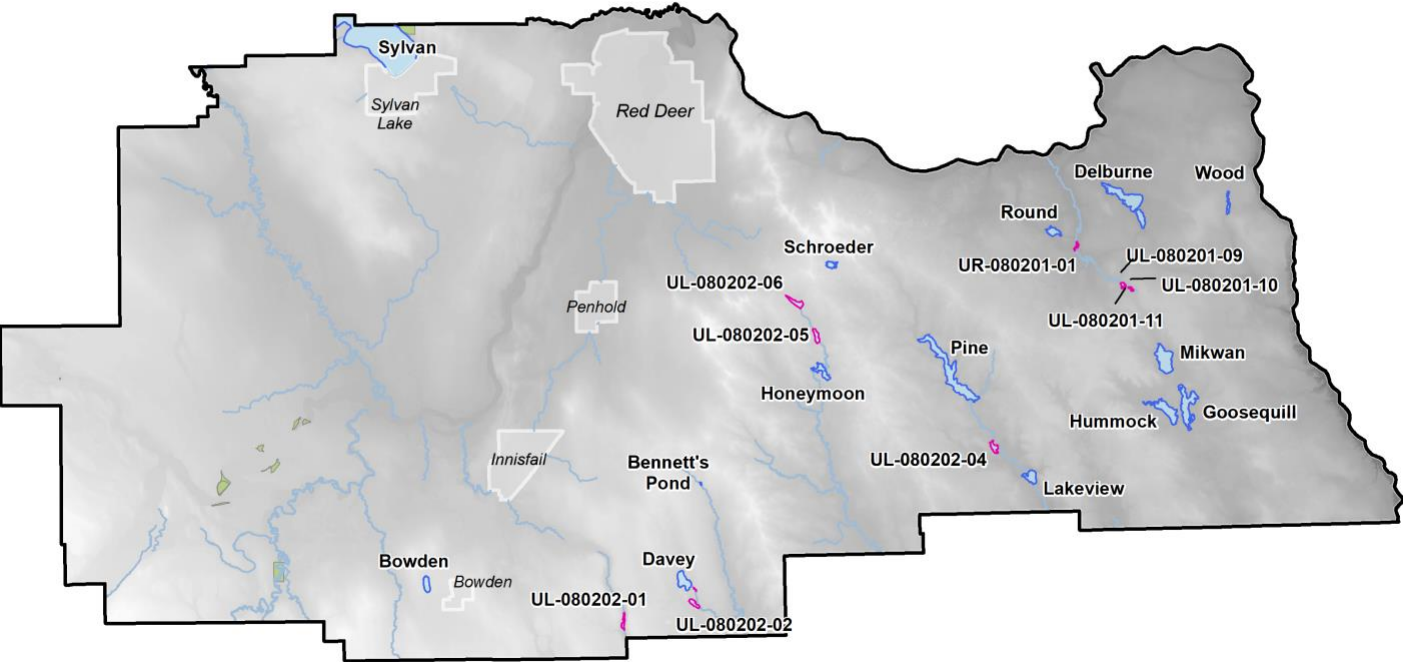 Sylvan
Sylvan
Lake
Red Deer
Delburne
Wood
Round
Schroeder
UR-080201-01
UL-080201-09
UL-080202-06
UL-080201-10
Penhold
UL-080201-11
UL-080202-05
Pine
Mikwan
Honeymoon
Hummock
Goosequill
Innisfail
Bennett's
Pond
UL-080202-04
Lakeview
Bowden
Bowden
Davey
UL-080202-01
UL-080202-02